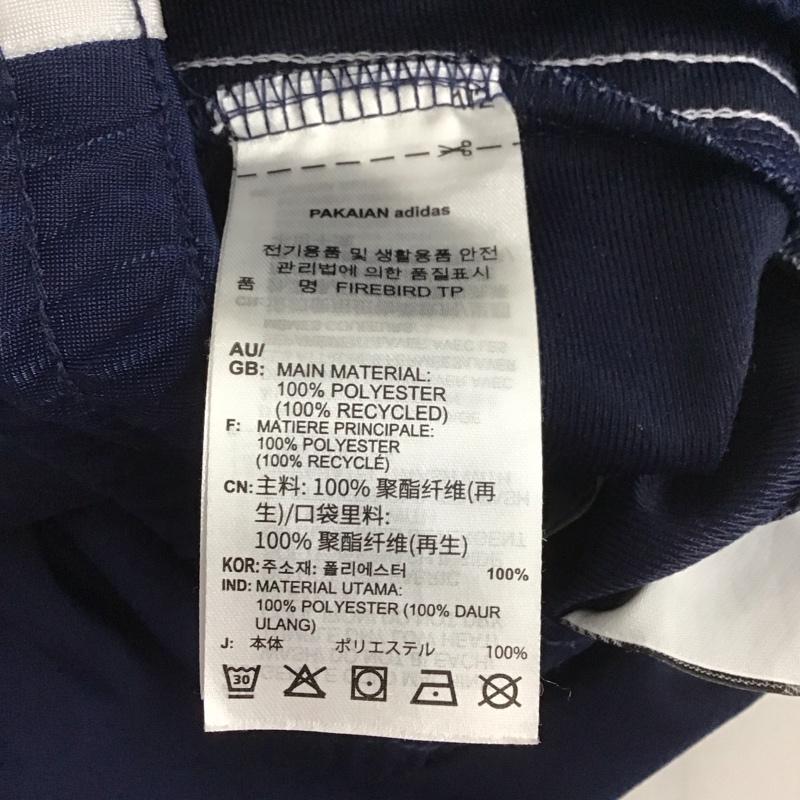 PAKAIAN adidas
전기용품 및 생활용품 안전
관리법에 의한 품질표시
품 명 FIREBIRD TP
AU/
GB: MAIN MATERIAL:
100% POLYESTER
(100% RECYCLED)
F: MATIERE PRINCIPALE:
100% POLYESTER
(100% RECYCLÉ)
CN: 主料: 100% 聚酯纤维(再
生)/口袋里料:
100% 聚酯纤维(再生)
KOR: 주소재: 폴리에스터 100%
IND: MATERIAL UTAMA:
100% POLYESTER (100% DAUR
ULANG)
J: 本体 ポリエステル 100%
30